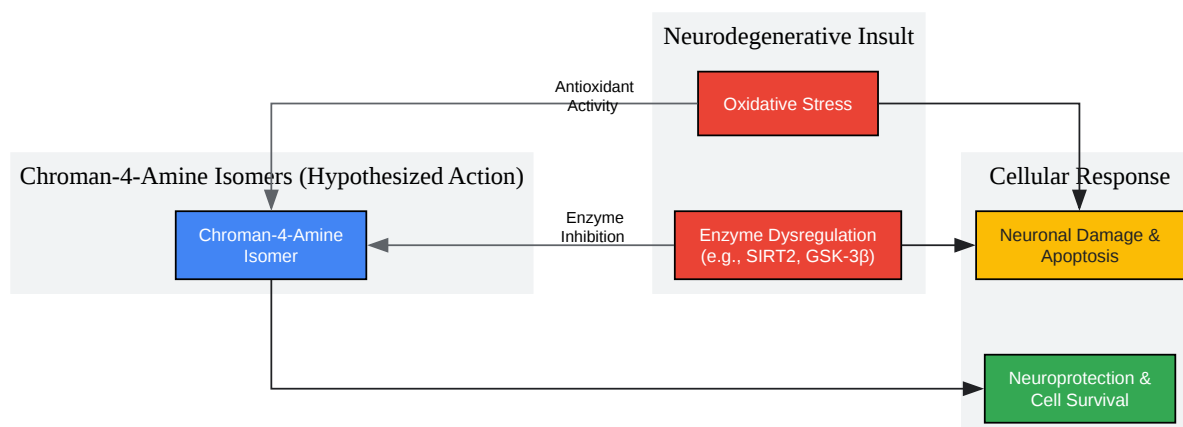 Neurodegenerative Insult
Antioxidant
Activity
Oxidative Stress
Chroman-4-Amine Isomers (Hypothesized Action)
Cellular Response
Chroman-4-Amine
Isomer
Enzyme
Inhibition
Enzyme Dysregulation
(e.g., SIRT2, GSK-3β)
Neuronal Damage &
Apoptosis
Neuroprotection &
Cell Survival